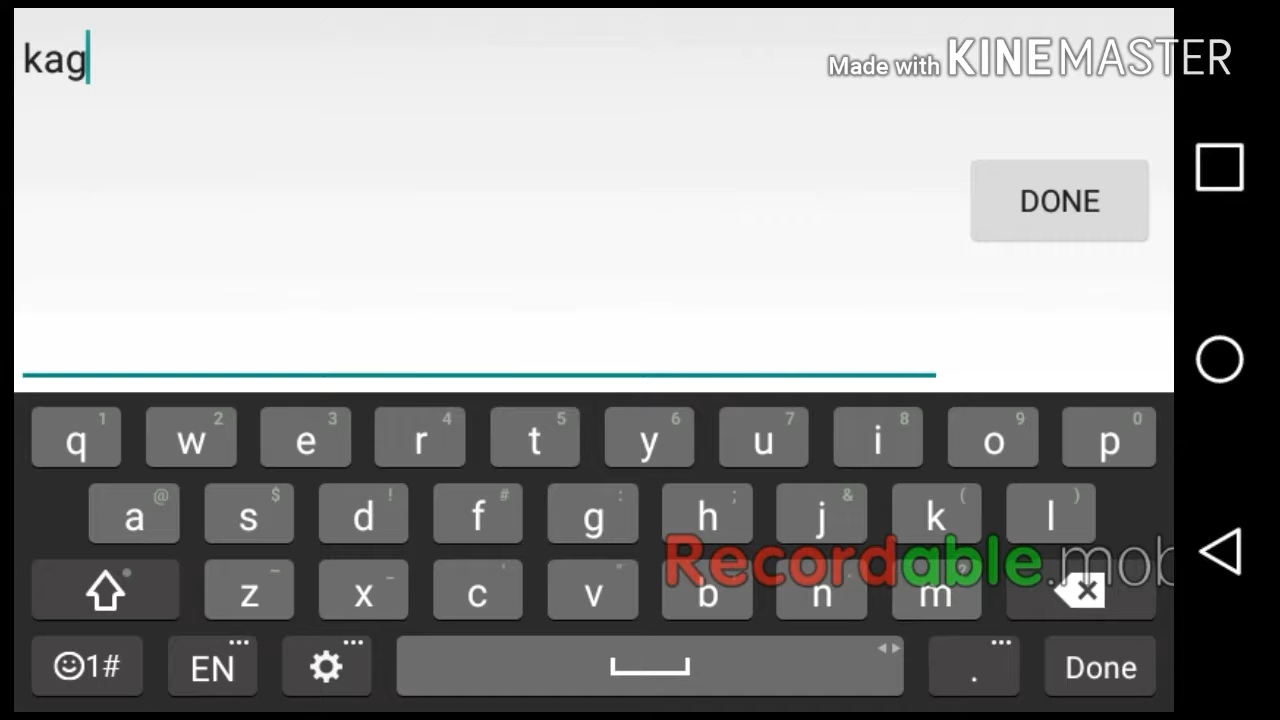 kag
Made with KINEMASTER
DONE
1 2 3 4 5 6 7 8 9 0
q w e r t y u i o p
@ $ ! # : ; & ( )
a s d f g h j k l
Recordable.mob
z x c v b n m
1# EN . Done